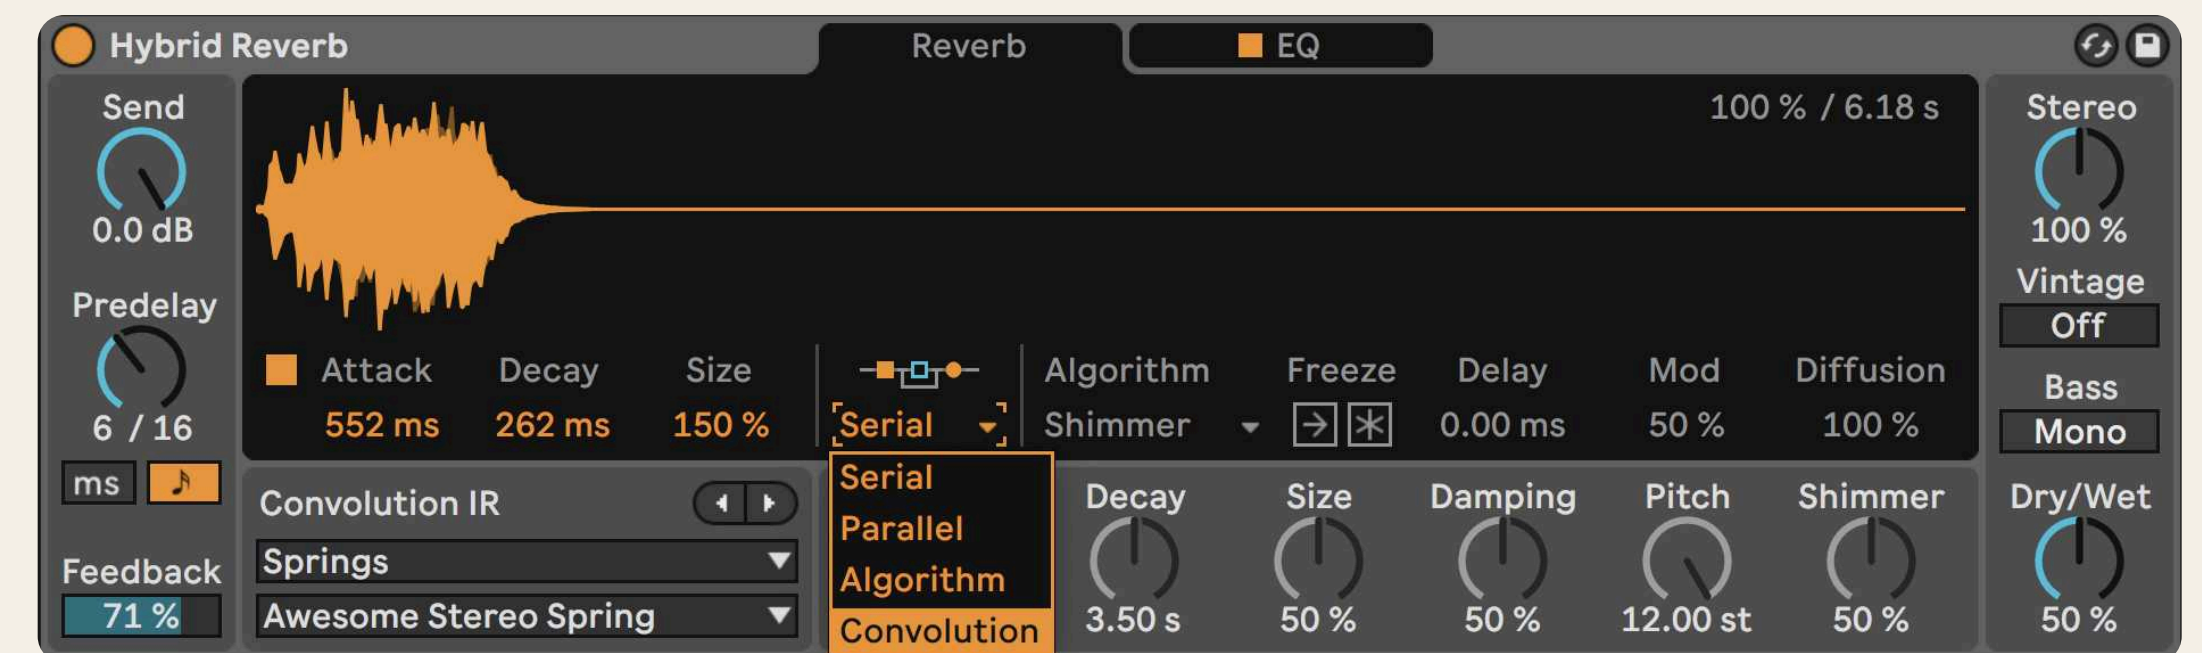 Hybrid Reverb
Reverb
EQ
Send
0.0 dB
Predelay
6 / 16
ms
Feedback
71 %
100 % / 6.18 s
Attack
Decay
Size
552 ms
262 ms
150 %
Serial
Algorithm
Freeze
Delay
Mod
Diffusion
Shimmer
0.00 ms
50 %
100 %
Convolution IR
Springs
Awesome Stereo Spring
Serial
Parallel
Algorithm
Convolution
Decay
Size
Damping
Pitch
Shimmer
3.50 s
50 %
50 %
12.00 st
50 %
Stereo
100 %
Vintage
Off
Bass
Mono
Dry/Wet
50 %